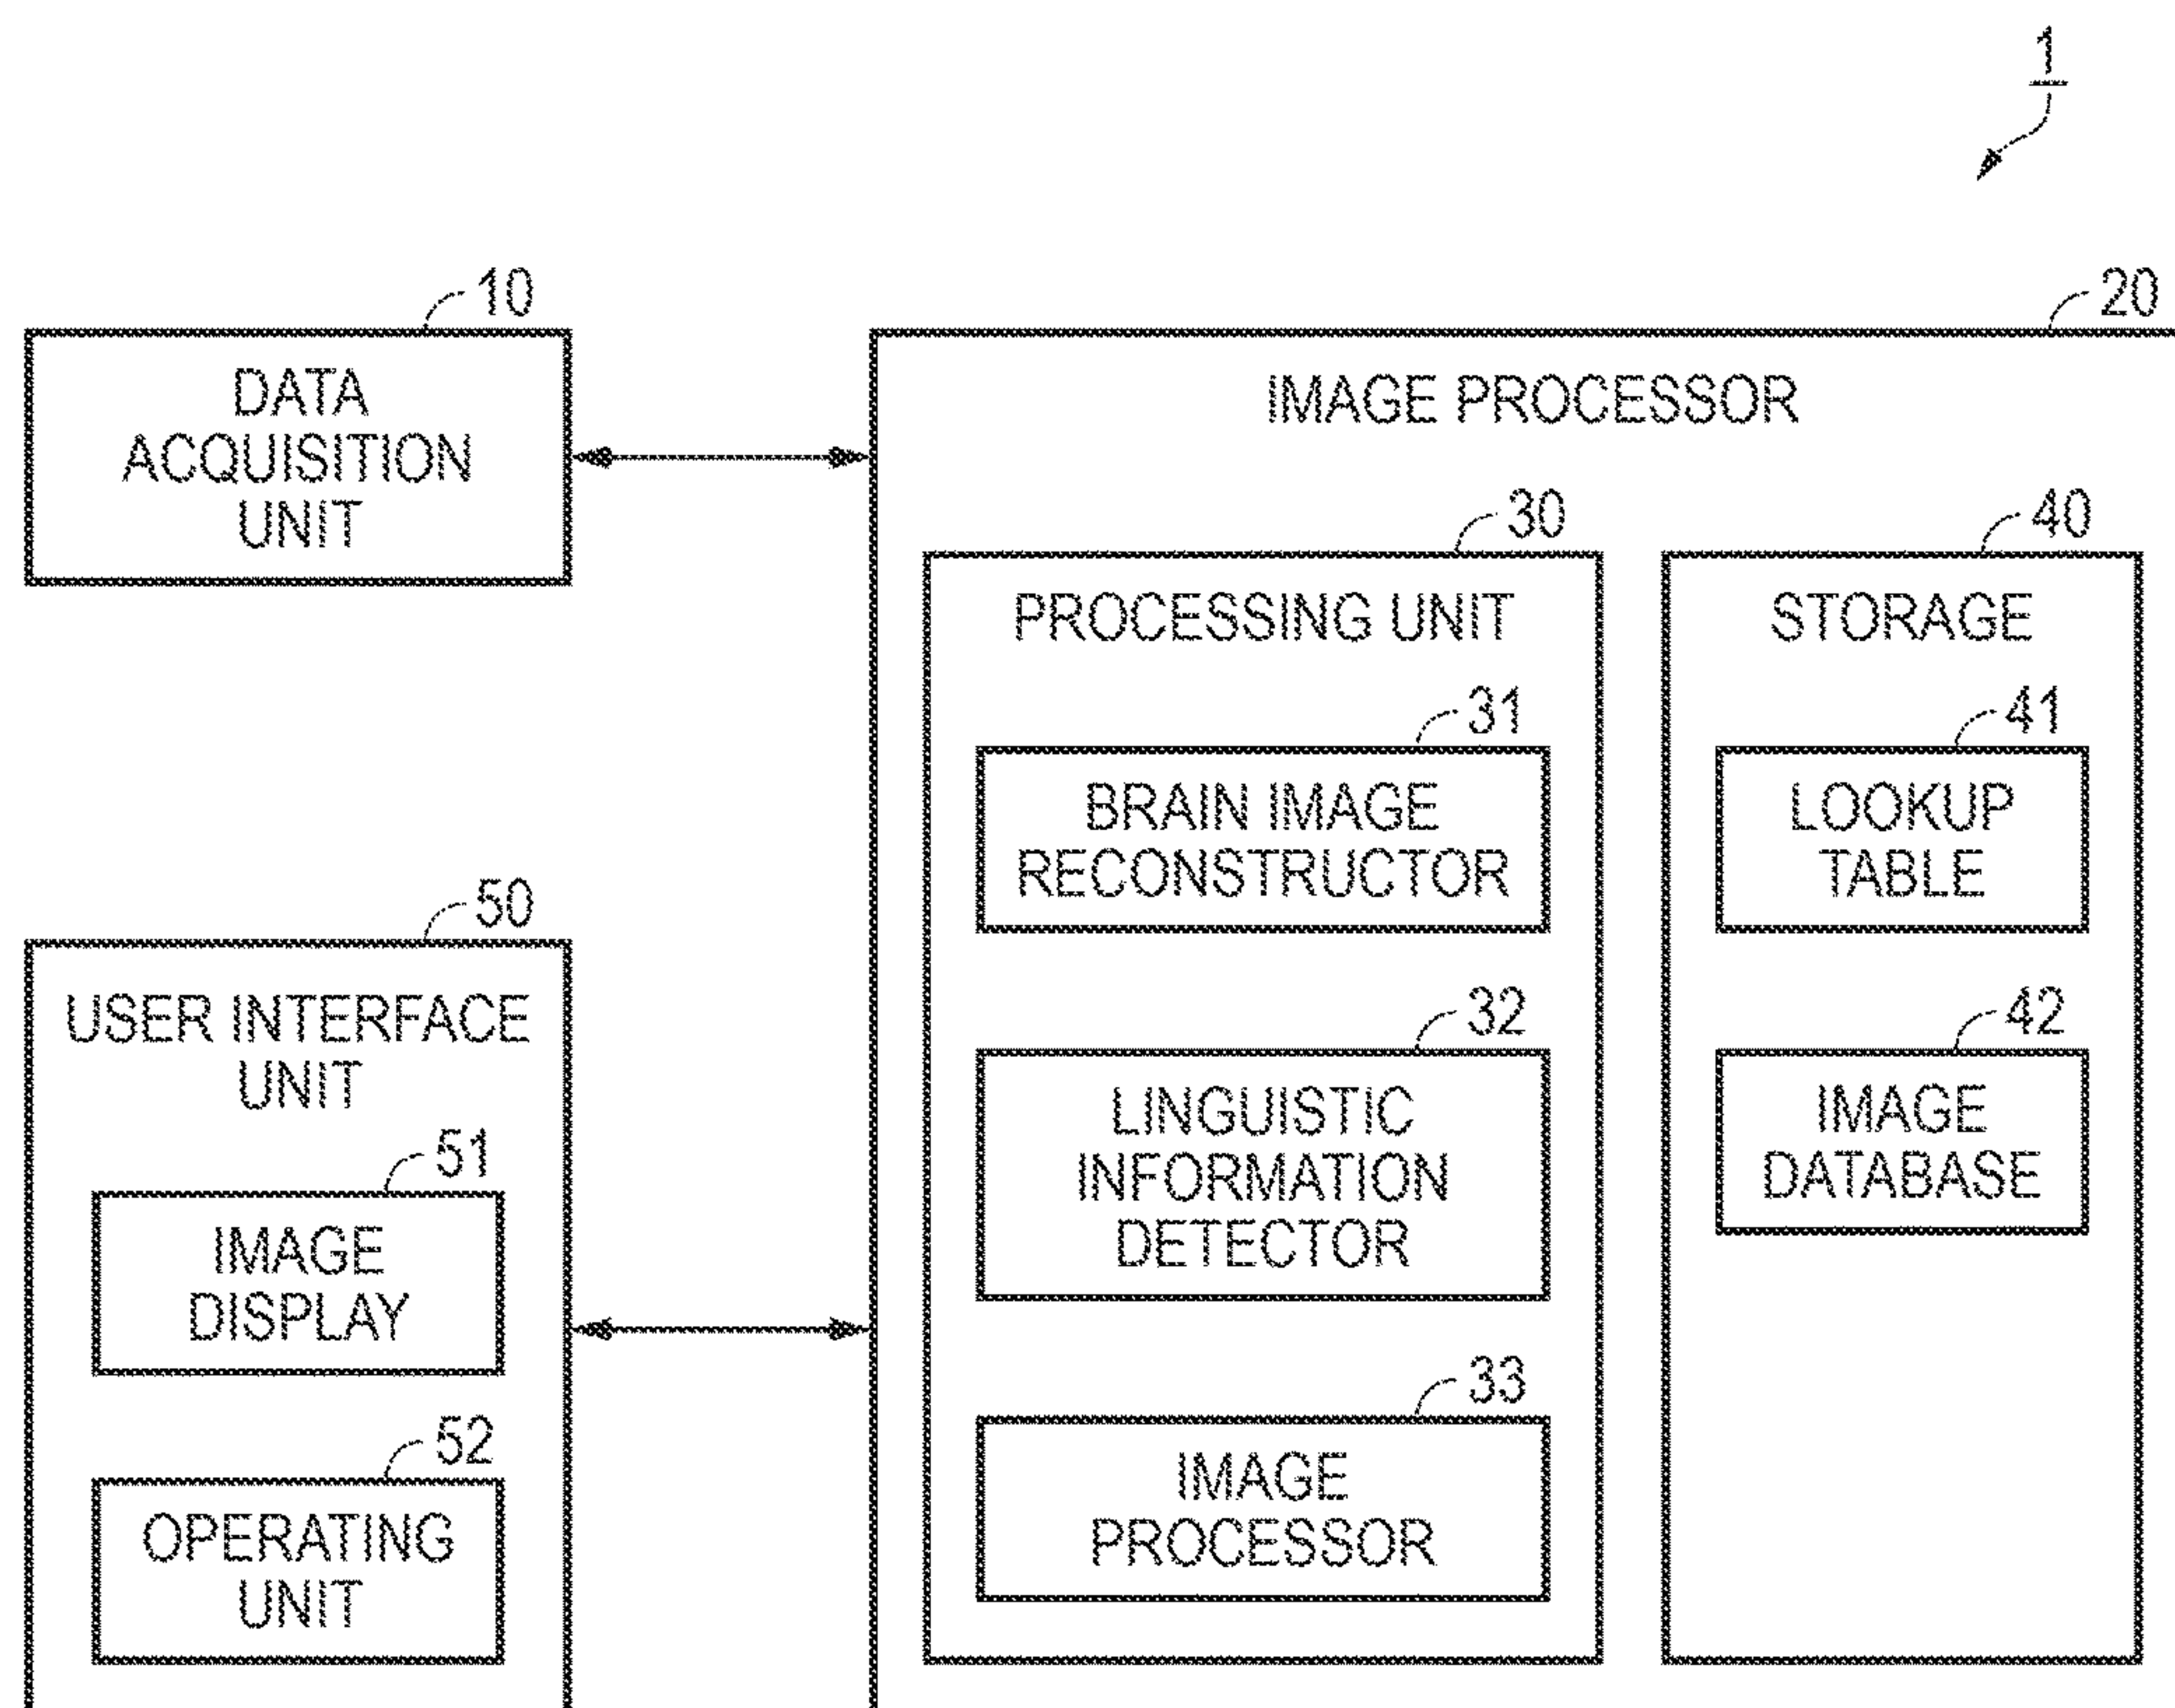 1
10
DATA
ACQUISITION
UNIT
20
IMAGE PROCESSOR
30
PROCESSING UNIT
31
BRAIN IMAGE
RECONSTRUCTOR
32
LINGUISTIC
INFORMATION
DETECTOR
33
IMAGE
PROCESSOR
40
STORAGE
41
LOOKUP
TABLE
42
IMAGE
DATABASE
50
USER INTERFACE
UNIT
51
IMAGE
DISPLAY
52
OPERATING
UNIT